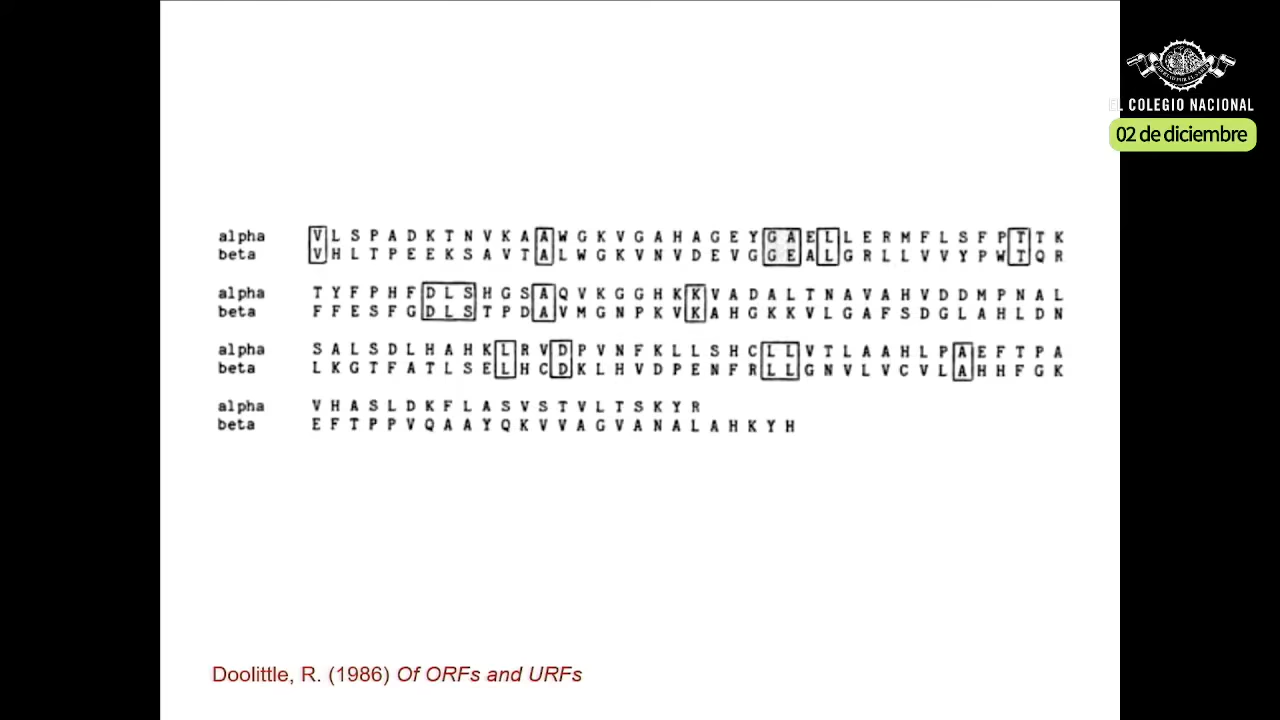 EL COLEGIO NACIONAL
02 de diciembre
alpha V L S P A D K T N V K A A W G K V G A H A G E Y G A E L L E R M F L S F P T T K
beta V H L T P E E K S A V T A L W G K V N V D E V G G E A L G R L L V V Y P W T Q R
alpha T Y F P H F D L S H G S A Q V K G G H K K V A D A L T N A V A H V D D M P N A L
beta F F E S F G D L S T P D A V M G N P K V K A H G K K V L G A F S D G L A H L D N
alpha S A L S D L H A H K L R V D P V N F K L L S H C L L V T L A A H L P A E F T P A
beta L K G T F A T L S E L H C D K L H V D P E N F R L L G N V L V C V L A H H F G K
alpha V H A S L D K F L A S V S T V L T S K Y R
beta E F T P P V Q A A Y Q K V V A G V A N A L A H K Y H
Doolittle, R. (1986) Of ORFs and URFs